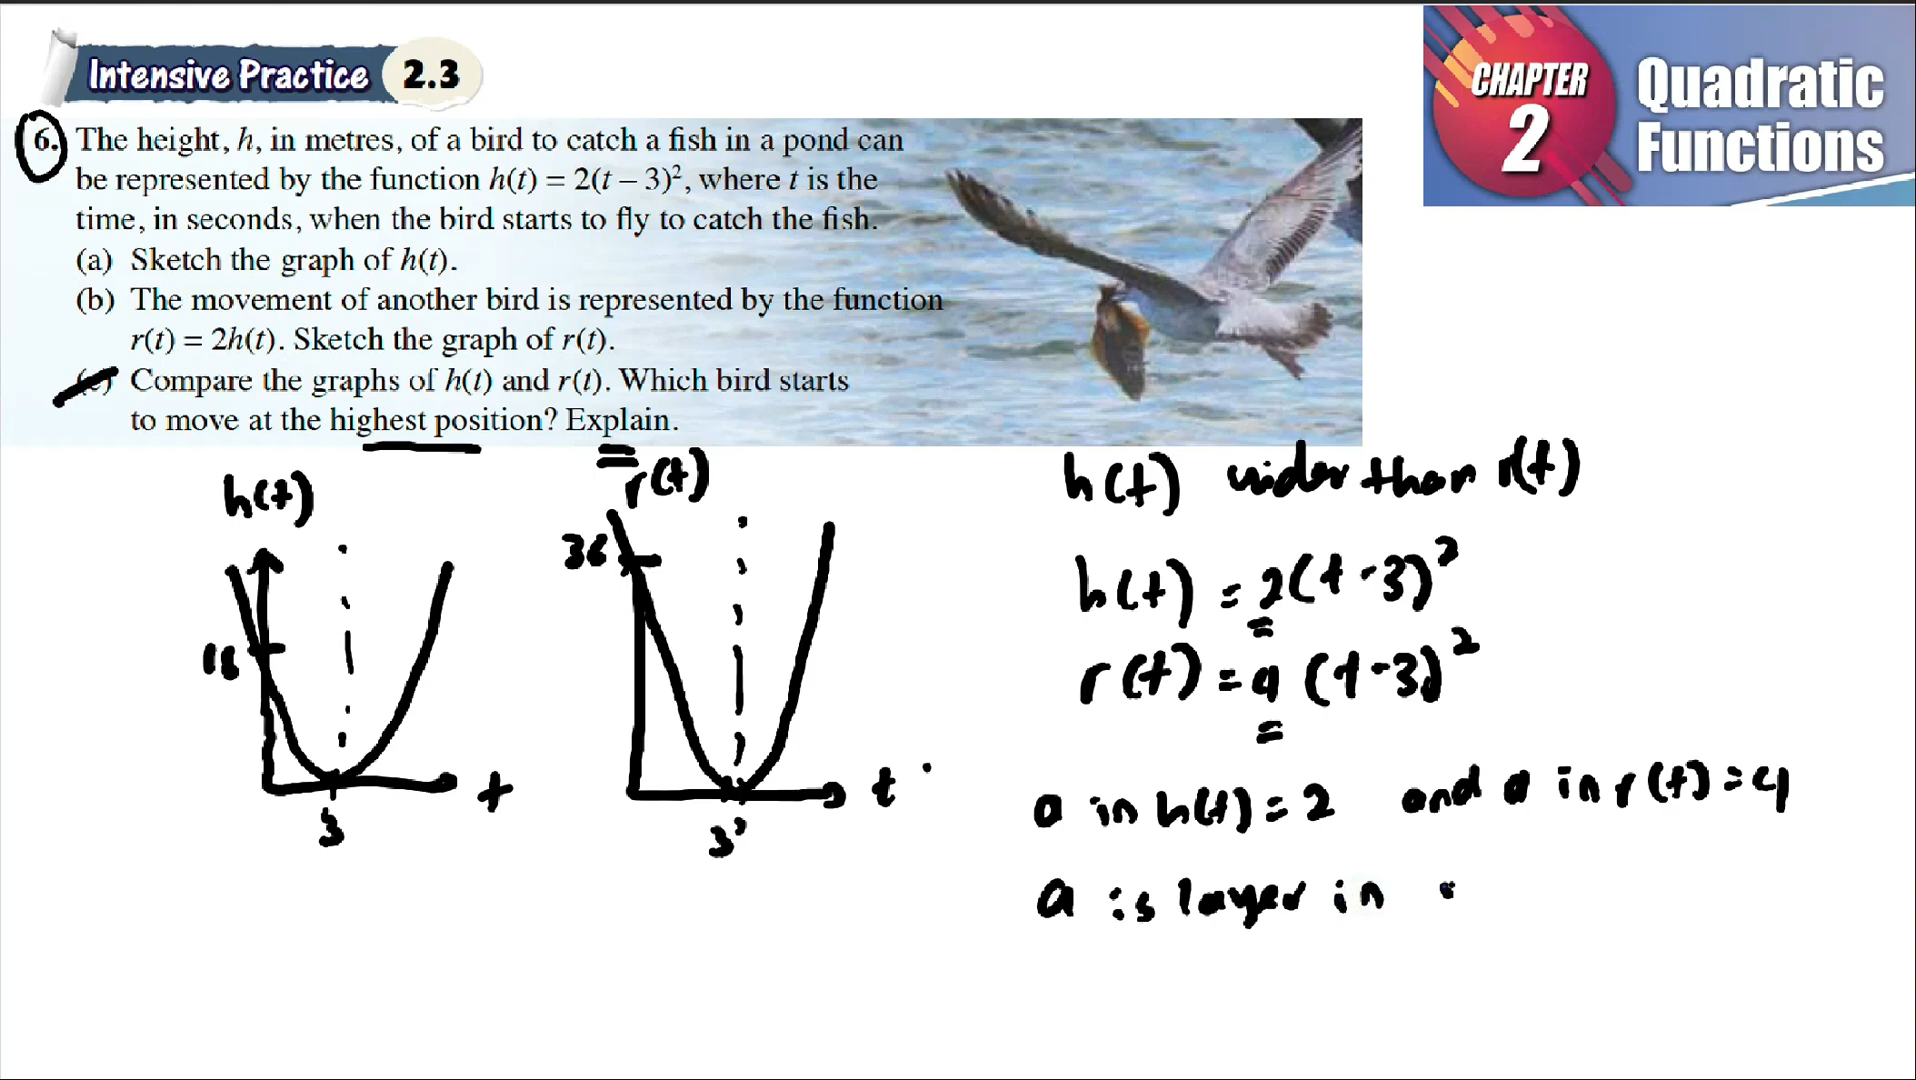 Intensive Practice 2.3
CHAPTER 2
Quadratic
Functions
6. The height, h, in metres, of a bird to catch a fish in a pond can
be represented by the function h(t) = 2(t – 3)², where t is the
time, in seconds, when the bird starts to fly to catch the fish.
(a) Sketch the graph of h(t).
(b) The movement of another bird is represented by the function
r(t) = 2h(t). Sketch the graph of r(t).
(c) Compare the graphs of h(t) and r(t). Which bird starts
to move at the highest position? Explain.
h(t)
18
3
t
r(t)
36
3
t
h(t) wider than r(t)
h(t) = 2(t-3)²
r(t) = 4(t-3)²
a in h(t) = 2 and a in r(t) = 4
a is larger in